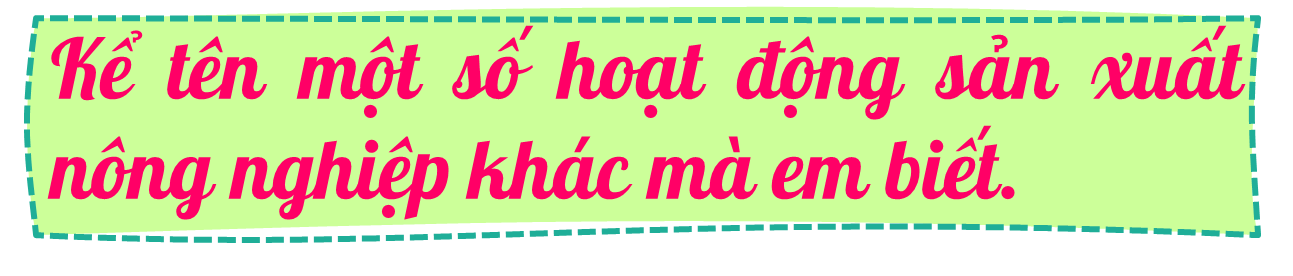 Kể tên một số hoạt động sản xuất
nông nghiệp khác mà em biết.